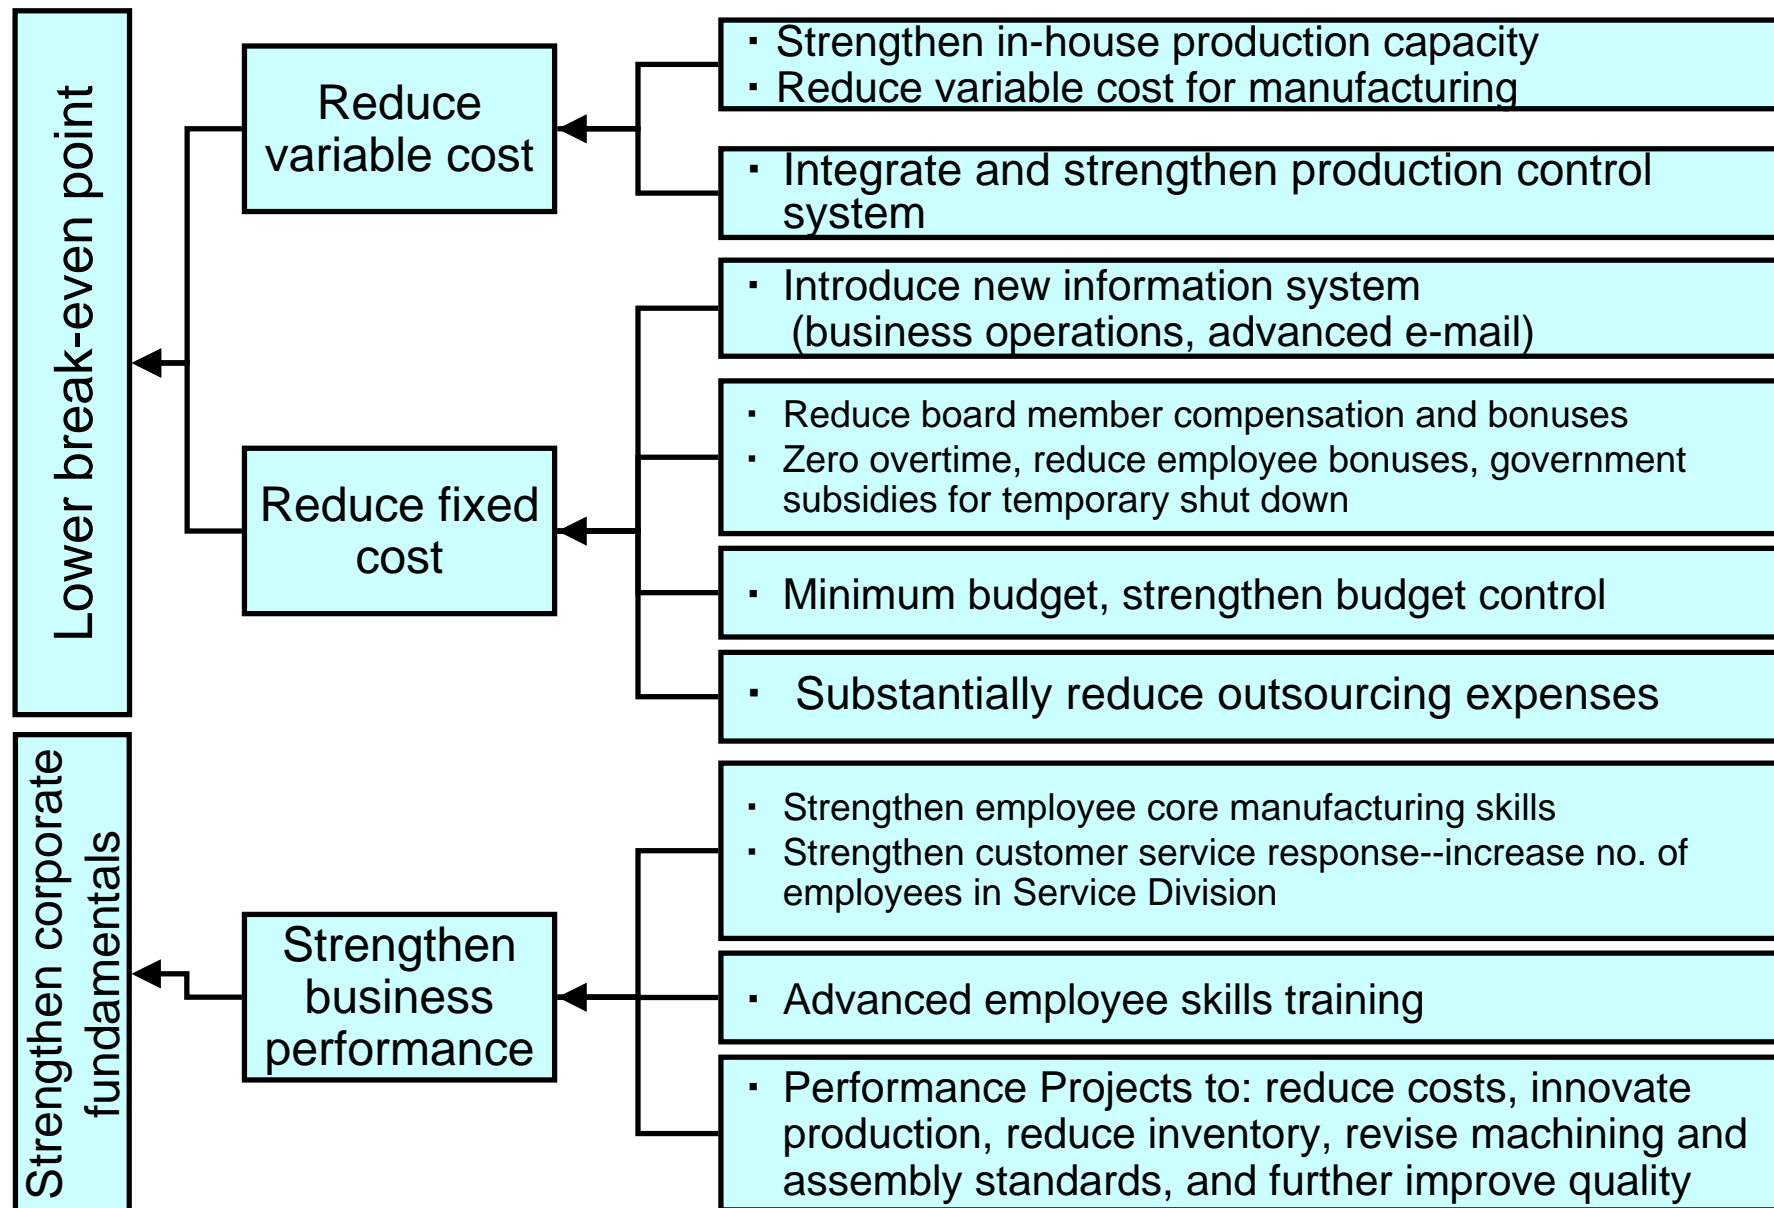 Lower break-even point
Reduce
variable cost
・ Strengthen in-house production capacity
・ Reduce variable cost for manufacturing
・ Integrate and strengthen production control
system
Reduce fixed
cost
・ Introduce new information system
(business operations, advanced e-mail)
・ Reduce board member compensation and bonuses
・ Zero overtime, reduce employee bonuses, government
subsidies for temporary shut down
・ Minimum budget, strengthen budget control
・ Substantially reduce outsourcing expenses
Strengthen corporate
fundamentals
Strengthen
business
performance
・ Strengthen employee core manufacturing skills
・ Strengthen customer service response--increase no. of
employees in Service Division
・ Advanced employee skills training
・ Performance Projects to: reduce costs, innovate
production, reduce inventory, revise machining and
assembly standards, and further improve quality